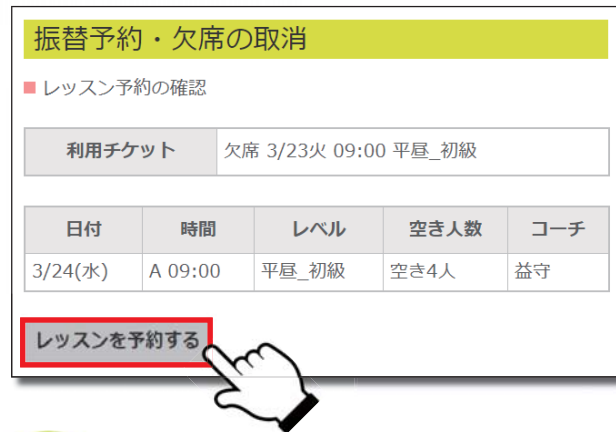 振替予約・欠席の取消
■ レッスン予約の確認
利用チケット 欠席 3/23火 09:00 平昼_初級
日付 時間 レベル 空き人数 コーチ
3/24(水) A 09:00 平昼_初級 空き4人 益守
レッスンを予約する